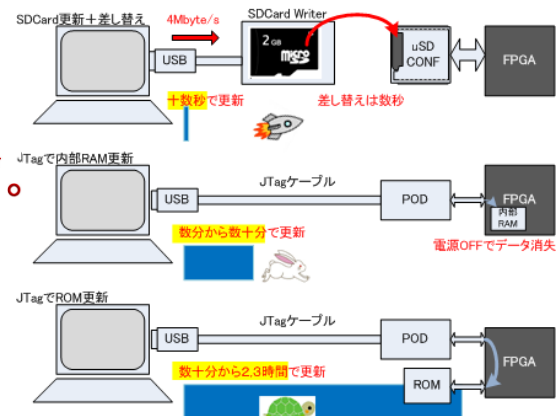 SDCard更新＋差し替え
4Mbyte/s
SDCard Writer
USB
2 GB
micro
SD
uSD
CONF
FPGA
十数秒で更新
差し替えは数秒
JTagで内部RAM更新
JTagケーブル
USB
POD
FPGA
内部
RAM
数分から数十分で更新
電源OFFでデータ消失
JTagでROM更新
JTagケーブル
USB
POD
FPGA
数十分から2,3時間で更新
ROM